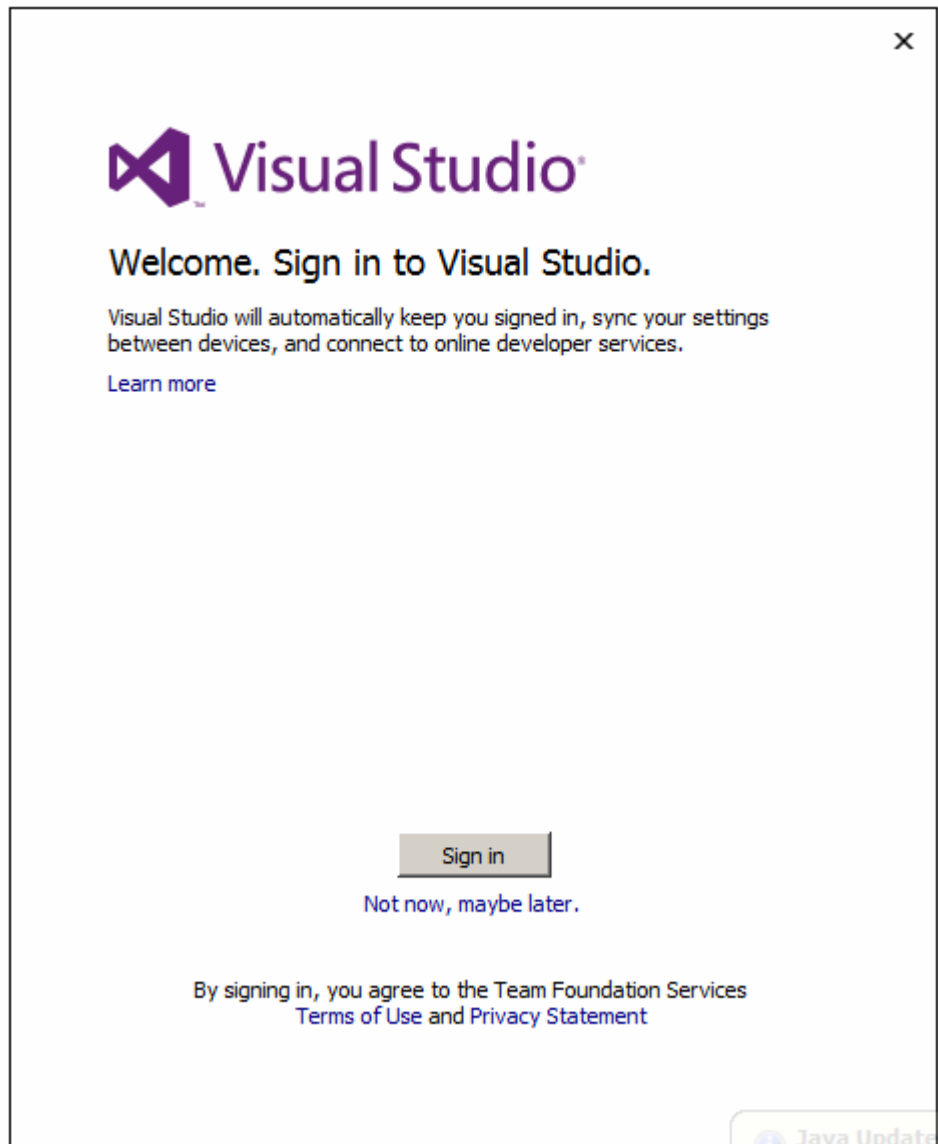 Visual Studio®
Welcome. Sign in to Visual Studio.
Visual Studio will automatically keep you signed in, sync your settings
between devices, and connect to online developer services.
Learn more
Sign in
Not now, maybe later.
By signing in, you agree to the Team Foundation Services
Terms of Use and Privacy Statement
Java Update